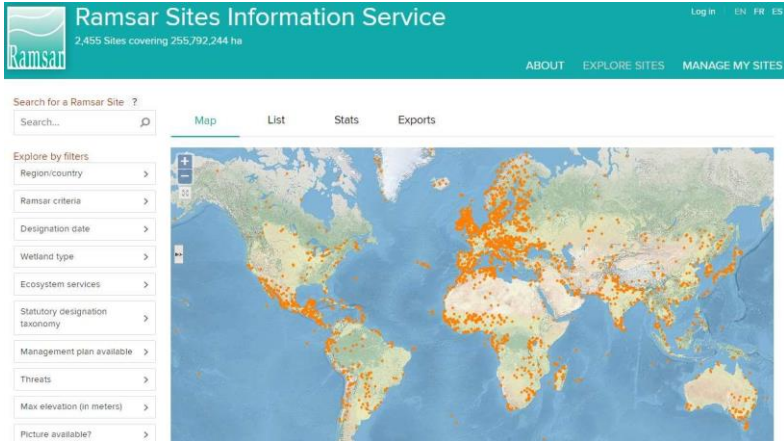 Ramsar Sites Information Service
Log in EN FR ES
2,455 Sites covering 255,792,244 ha
Ramsar
ABOUT EXPLORE SITES MANAGE MY SITES
Search for a Ramsar Site ?
Search...
Map List Stats Exports
Explore by filters
Region/country
Ramsar criteria
Designation date
Wetland type
Ecosystem services
Statutory designation
taxonomy
Management plan available
Threats
Max elevation (in meters)
Picture available?